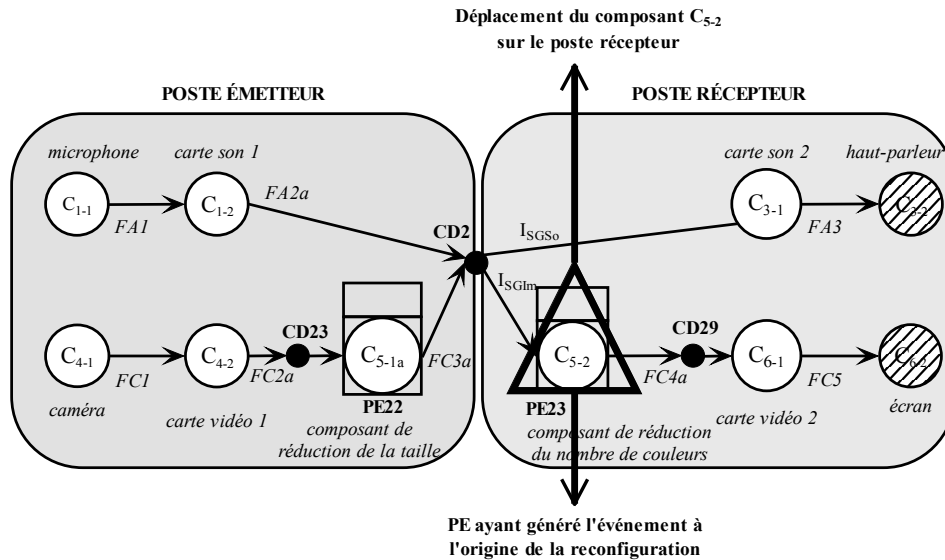 Déplacement du composant C5-2
sur le poste récepteur
POSTE ÉMETTEUR
POSTE RÉCEPTEUR
microphone
carte son 1
carte son 2
haut-parleur
C1-1
FA1
C1-2
FA2a
CD2
ISGSo
C3-1
FA3
C3-2
ISGIm
CD23
CD29
C4-1
FC1
C4-2
FC2a
C5-1a
FC3a
C5-2
FC4a
C6-1
FC5
C6-2
caméra
carte vidéo 1
PE22
composant de
réduction de la taille
PE23
composant de réduction
du nombre de couleurs
carte vidéo 2
écran
PE ayant généré l'événement à
l'origine de la reconfiguration